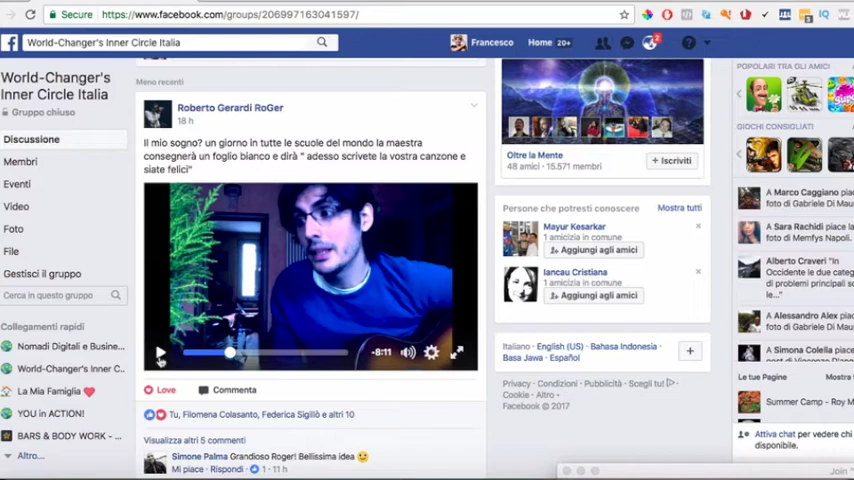 Secure
https://www.facebook.com/groups/206997163041597/
World-Changer's Inner Circle Italia
Francesco
Home 20+
2
World-Changer's
Inner Circle Italia
Gruppo chiuso
Discussione
Membri
Eventi
Video
Foto
File
Gestisci il gruppo
Cerca in questo gruppo
Collegamenti rapidi
Nomadi Digitali e Busine...
World-Changer's Inner C...
La Mia Famiglia ❤️
YOU in ACTION!
BARS & BODY WORK - ...
Altro...
Meno recenti
Roberto Gerardi RoGer
18 h
Il mio sogno? un giorno in tutte le scuole del mondo la maestra
consegnerà un foglio bianco e dirà " adesso scrivete la vostra canzone e
siate felici"
-8:11
Love
Commenta
Tu, Filomena Colasanto, Federica Sigiliò e altri 10
Visualizza altri 5 commenti
Simone Palma Grandioso Roger! Bellissima idea 😀
Mi piace · Rispondi · 1 · 11 h
Oltre la Mente
48 amici · 15.571 membri
+ Iscriviti
Persone che potresti conoscere
Mostra tutti
Mayur Kesarkar
1 amicizia in comune
Aggiungi agli amici
Iancau Cristiana
1 amicizia in comune
Aggiungi agli amici
Italiano · English (US) · Bahasa Indonesia ·
Basa Jawa · Español
Privacy · Condizioni · Pubblicità · Scegli tu! ·
Cookie · Altro
Facebook © 2017
POPOLARI TRA GLI AMICI
GIOCHI CONSIGLIATI
A Marco Caggiano piace
foto di Gabriele Di Mau
A Sara Rachidi piace la
foto di Memfys Napoli.
Alberto Craveri "In
Occidente le due categ
di problemi principali s
le..."
A Alessandro Alex piace
foto di Gabriele Di Mau
A Simona Colella piace
Le tue Pagine
Mostra
Summer Camp - Roy M
Attiva chat per vedere chi
disponibile.
Join "